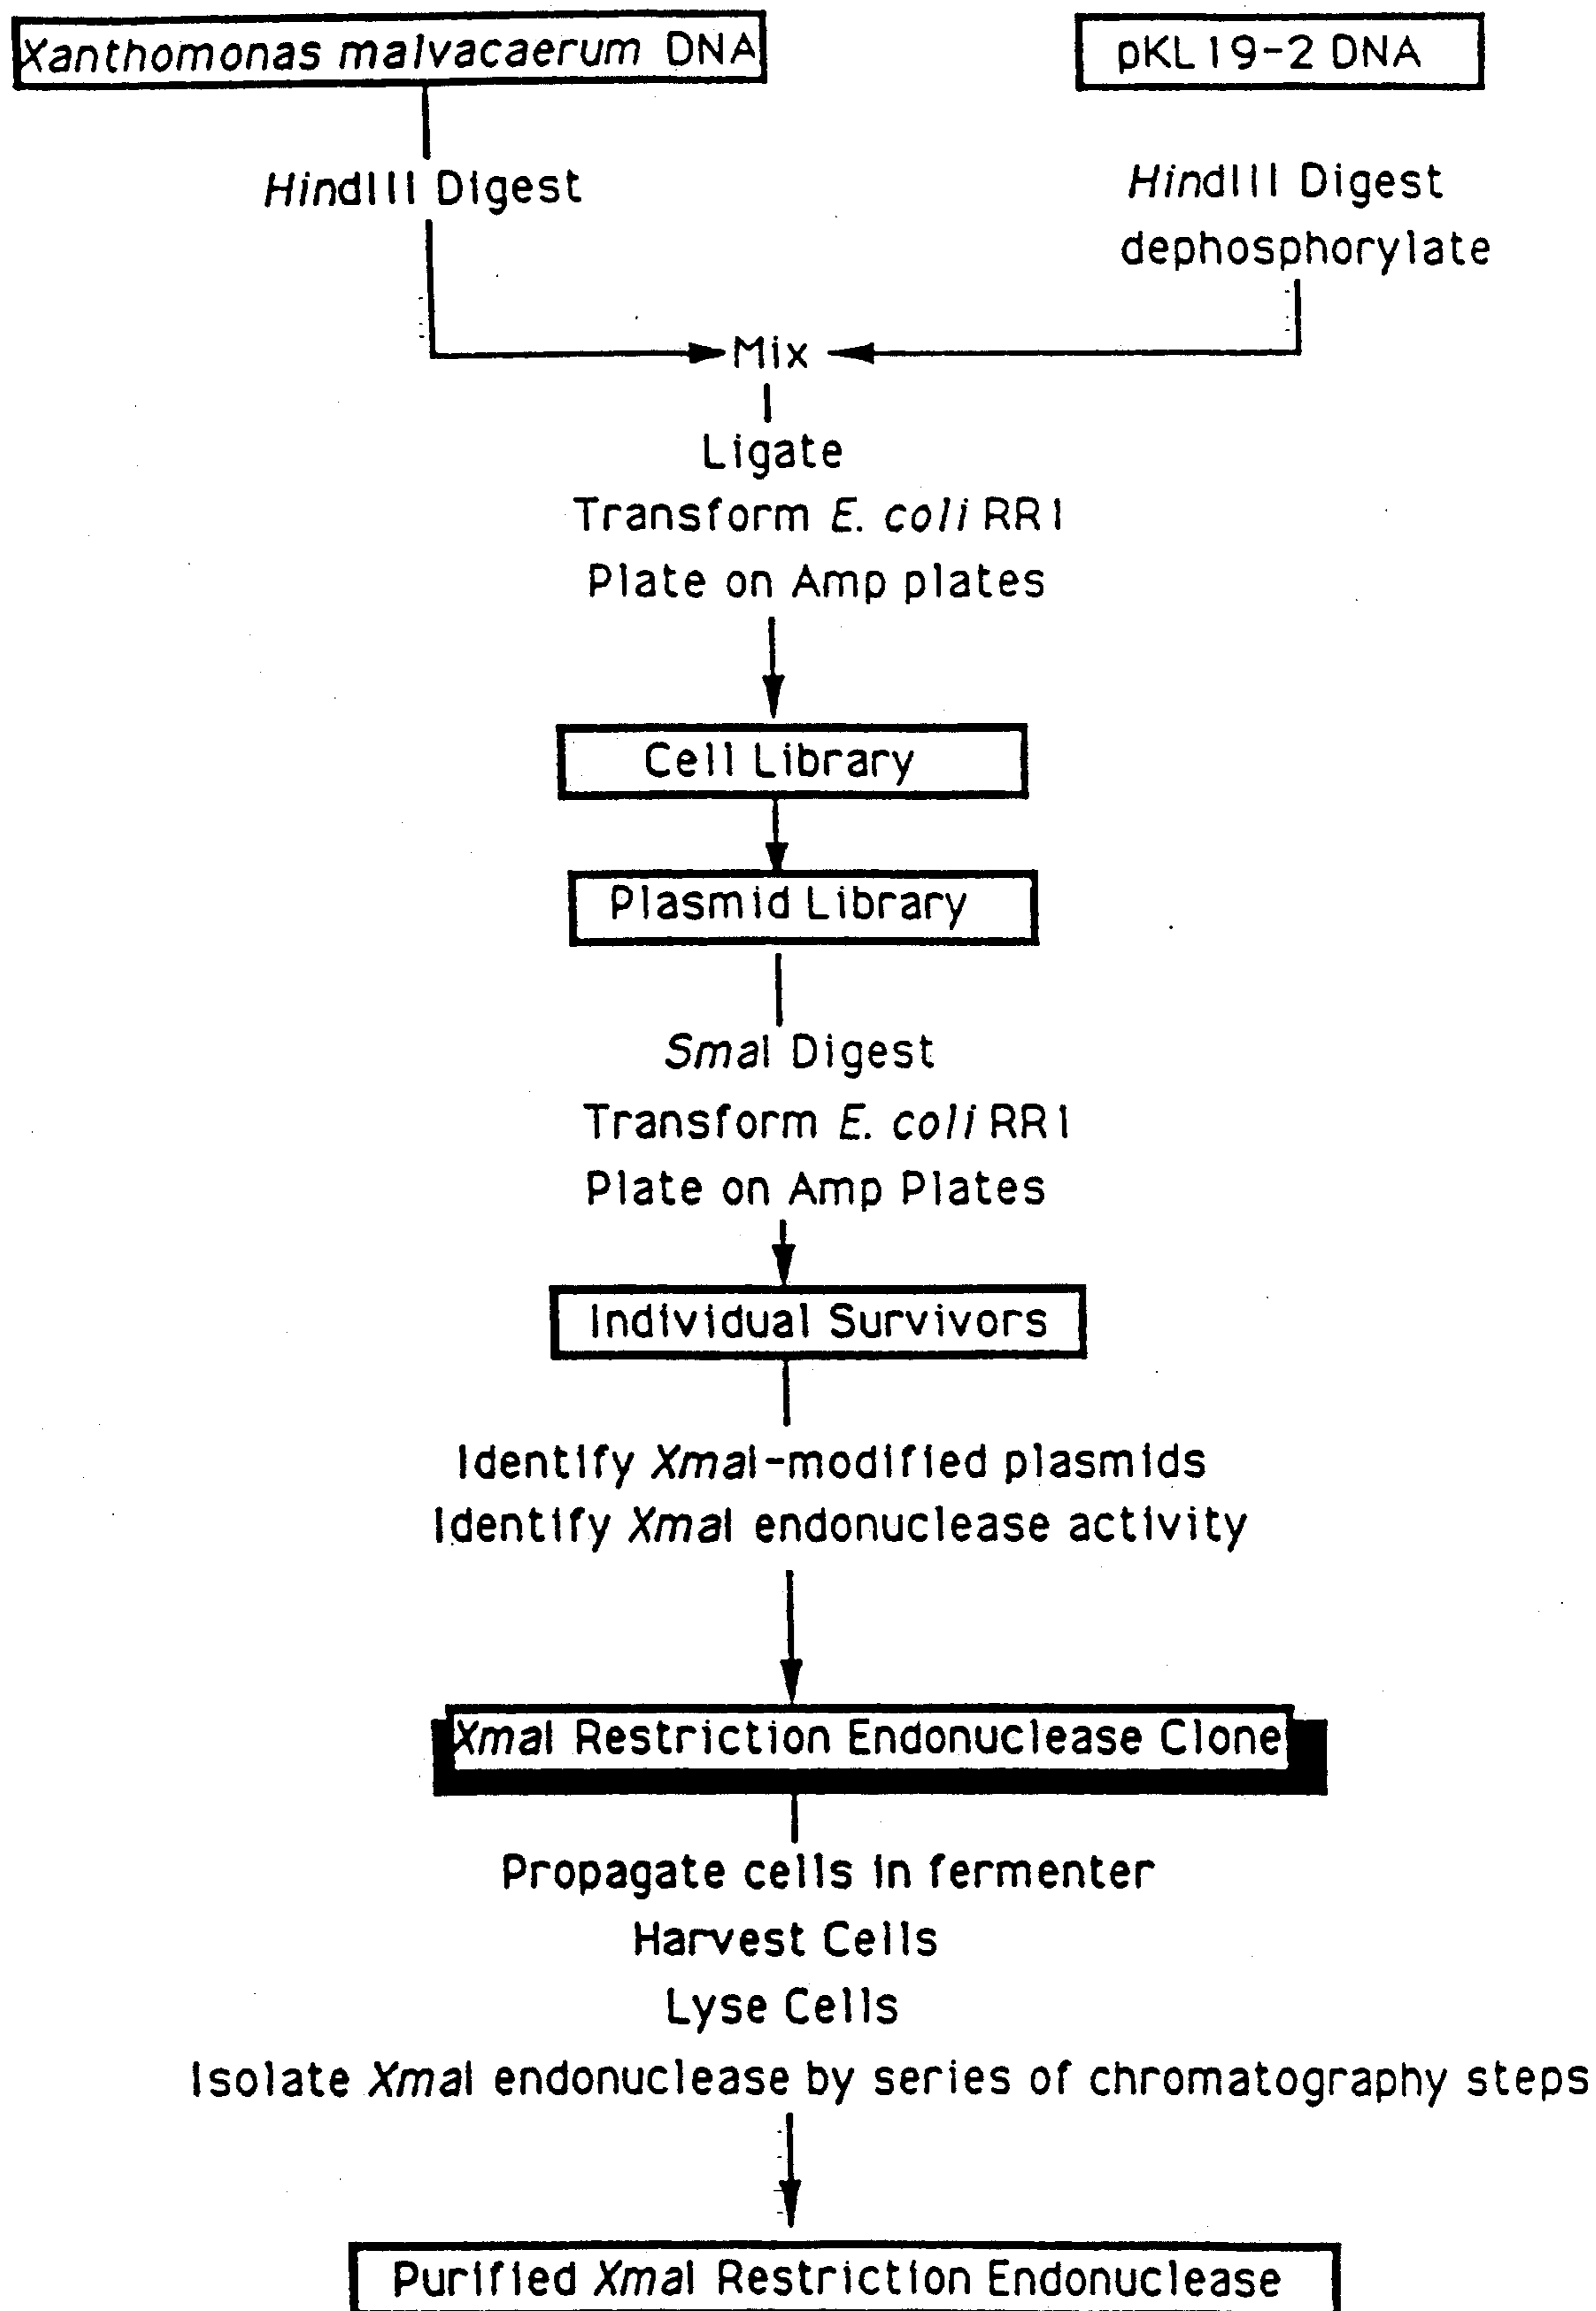 Xanthomonas malvacaerum DNA
pKL19-2 DNA
HindIII Digest
HindIII Digest
dephosphorylate
Mix
Ligate
Transform E. coli RR1
Plate on Amp plates
Cell Library
Plasmid Library
SmaI Digest
Transform E. coli RR1
Plate on Amp Plates
Individual Survivors
Identify XmaI-modified plasmids
Identify XmaI endonuclease activity
XmaI Restriction Endonuclease Clone
Propagate cells in fermenter
Harvest Cells
Lyse Cells
Isolate XmaI endonuclease by series of chromatography steps
Purified XmaI Restriction Endonuclease